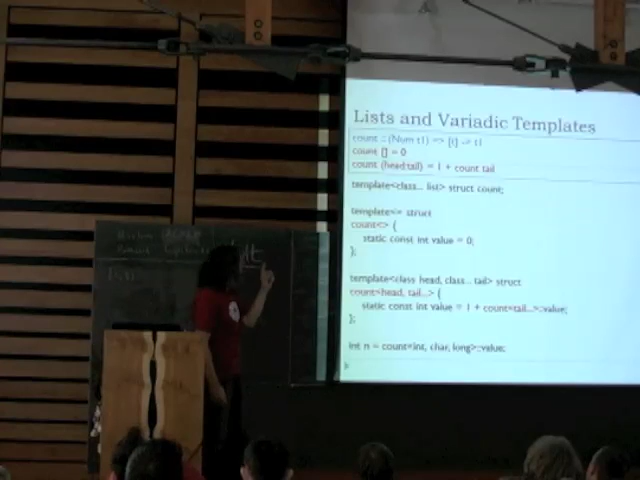 Lists and Variadic Templates
count :: (Num t1) => [t] -> t1
count [] = 0
count (head:tail) = 1 + count tail
template<class... list> struct count;
template<> struct
count<> {
static const int value = 0;
};
template<class head, class... tail> struct
count<head, tail...> {
static const int value = 1 + count<tail...>::value;
};
int n = count<int, char, long>::value;